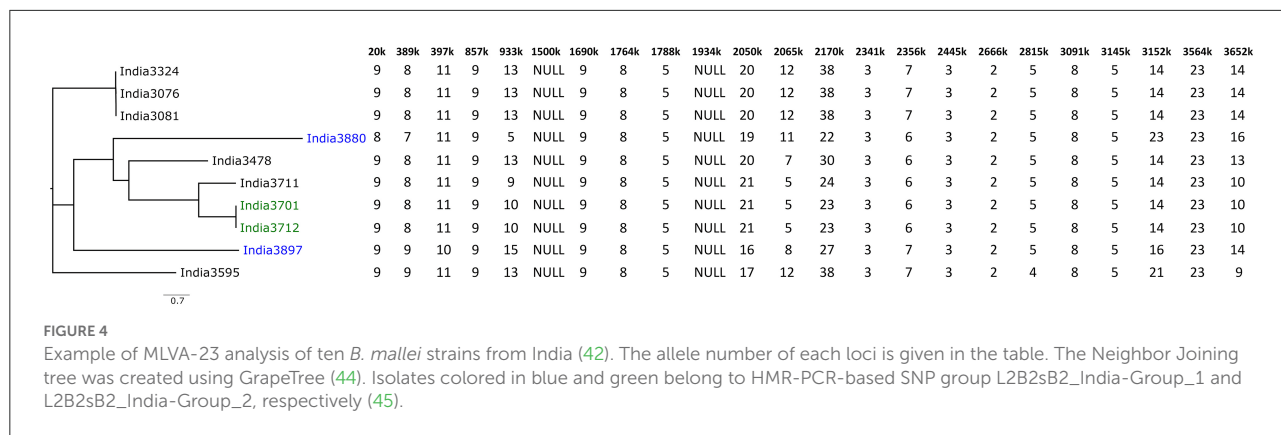 20k 389k 397k 857k 933k 1500k 1690k 1764k 1788k 1934k 2050k 2065k 2170k 2341k 2356k 2445k 2666k 2815k 3091k 3145k 3152k 3564k 3652k
India3324 9 8 11 9 13 NULL 9 8 5 NULL 20 12 38 3 7 3 2 5 8 5 14 23 14
India3076 9 8 11 9 13 NULL 9 8 5 NULL 20 12 38 3 7 3 2 5 8 5 14 23 14
India3081 9 8 11 9 13 NULL 9 8 5 NULL 20 12 38 3 7 3 2 5 8 5 14 23 14
India3880 8 7 11 9 5 NULL 9 8 5 NULL 19 11 22 3 6 3 2 5 8 5 23 23 16
India3478 9 8 11 9 13 NULL 9 8 5 NULL 20 7 30 3 6 3 2 5 8 5 14 23 13
India3711 9 8 11 9 9 NULL 9 8 5 NULL 21 5 24 3 6 3 2 5 8 5 14 23 10
India3701 9 8 11 9 10 NULL 9 8 5 NULL 21 5 23 3 6 3 2 5 8 5 14 23 10
India3712 9 8 11 9 10 NULL 9 8 5 NULL 21 5 23 3 6 3 2 5 8 5 14 23 10
India3897 9 9 10 9 15 NULL 9 8 5 NULL 16 8 27 3 7 3 2 5 8 5 16 23 14
India3595 9 9 11 9 13 NULL 9 8 5 NULL 17 12 38 3 7 3 2 4 8 5 21 23 9
0.7
FIGURE 4
Example of MLVA-23 analysis of ten B. mallei strains from India (42). The allele number of each loci is given in the table. The Neighbor Joining
tree was created using GrapeTree (44). Isolates colored in blue and green belong to HMR-PCR-based SNP group L2B2sB2_India-Group_1 and
L2B2sB2_India-Group_2, respectively (45).